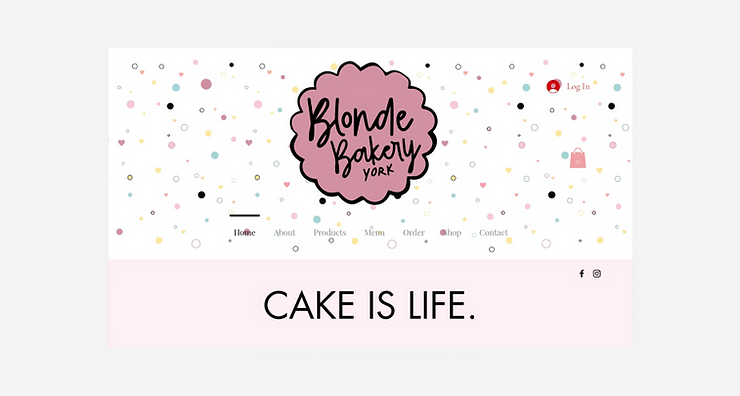 Blonde
Bakery
YORK
Log In
Home About Products Menu Order Shop Contact
CAKE IS LIFE.